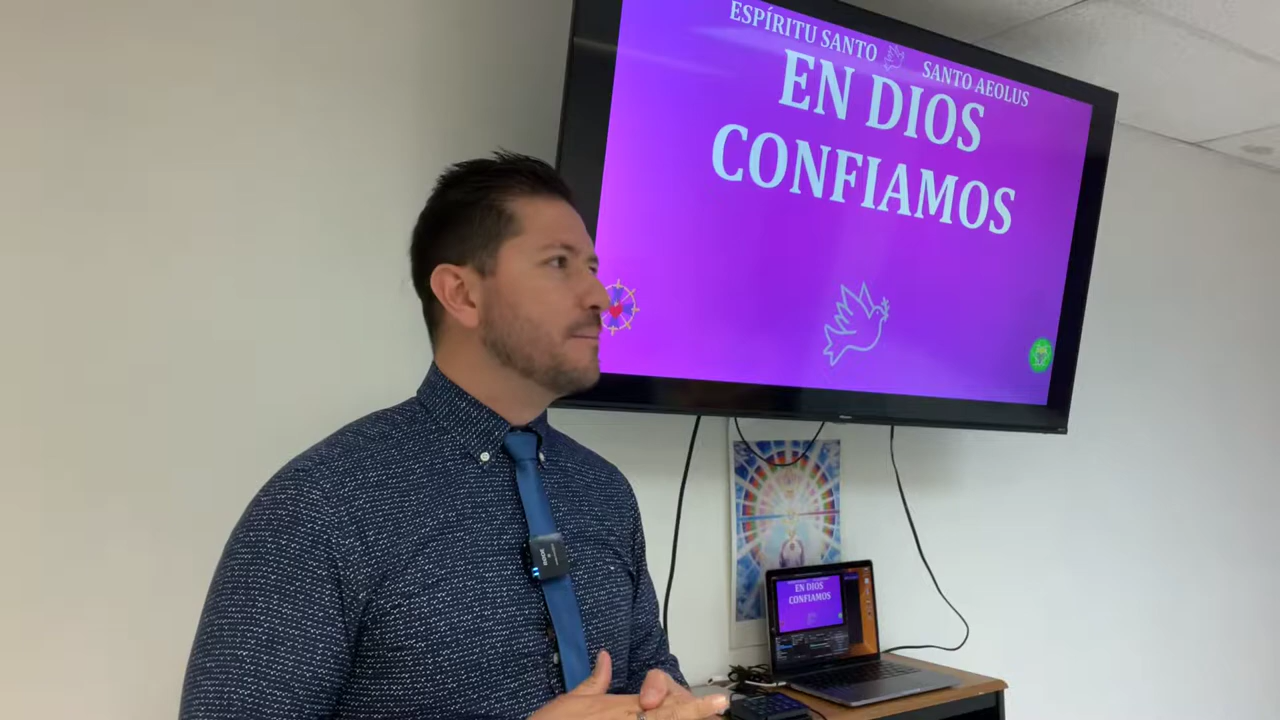 ESPÍRITU SANTO SANTO AEOLUS
EN DIOS
CONFIAMOS
EN DIOS
CONFIAMOS